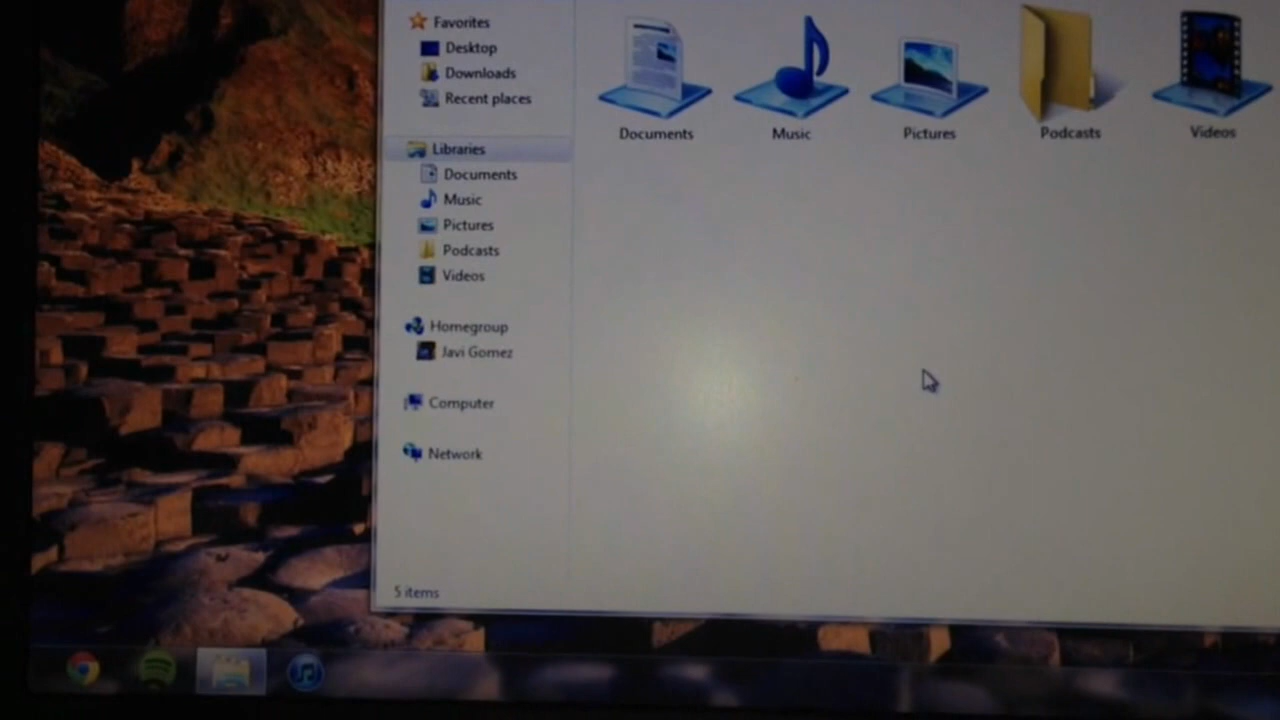 Favorites
Desktop
Downloads
Recent places
Libraries
Documents
Music
Pictures
Podcasts
Videos
Homegroup
Javi Gomez
Computer
Network
5 items
Documents
Music
Pictures
Podcasts
Videos